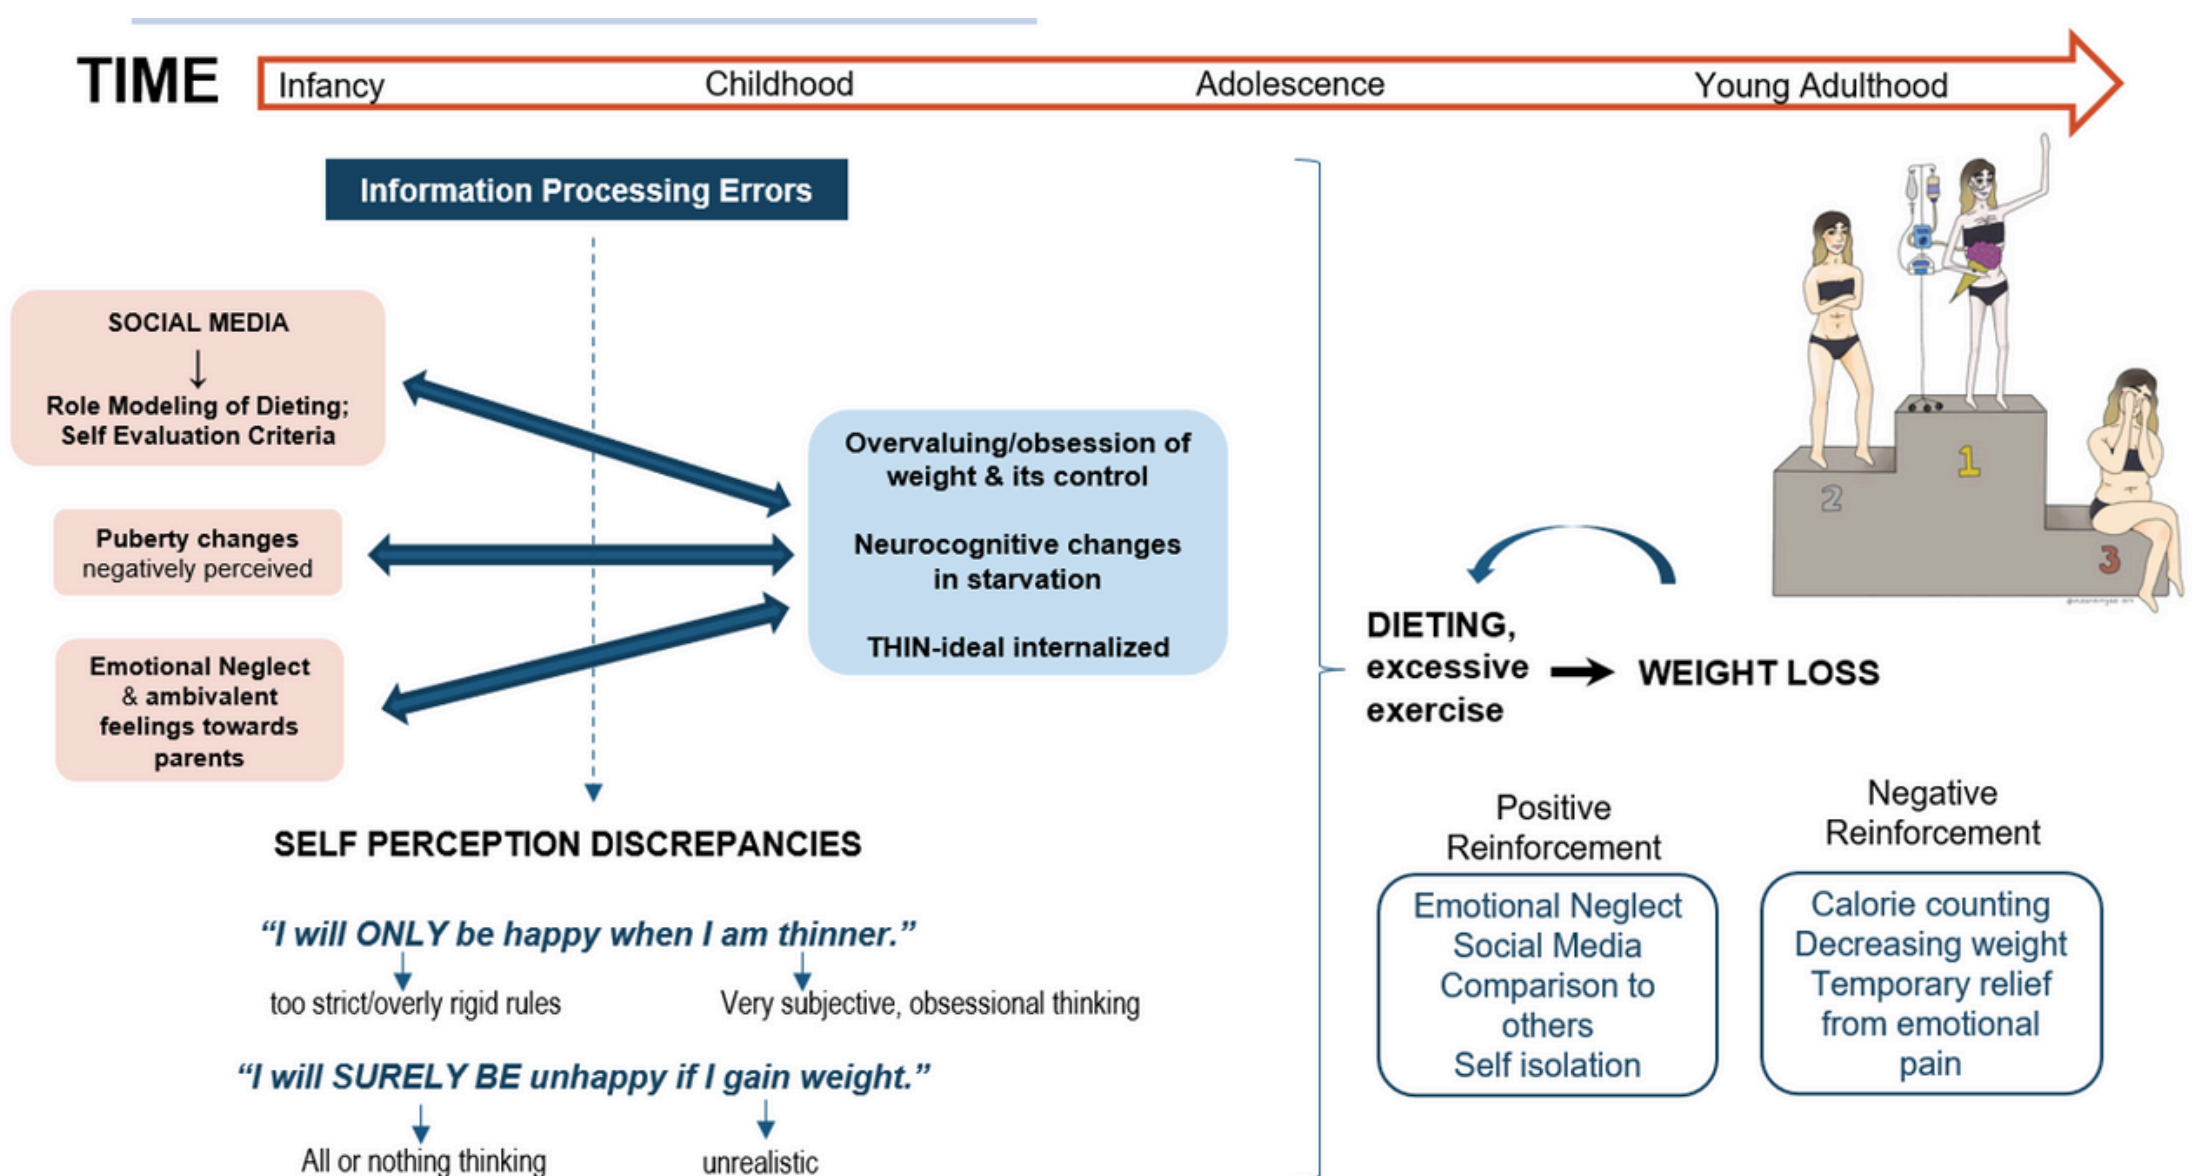 TIME
Infancy
Childhood
Adolescence
Young Adulthood
Information Processing Errors
SOCIAL MEDIA
↓
Role Modeling of Dieting;
Self Evaluation Criteria
Puberty changes
negatively perceived
Emotional Neglect
& ambivalent
feelings towards
parents
Overvaluing/obsession of
weight & its control
Neurocognitive changes
in starvation
THIN-ideal internalized
SELF PERCEPTION DISCREPANCIES
“I will ONLY be happy when I am thinner.”
too strict/overly rigid rules
Very subjective, obsessional thinking
“I will SURELY BE unhappy if I gain weight.”
All or nothing thinking
unrealistic
1
2
3
DIETING,
excessive
exercise
WEIGHT LOSS
Positive
Reinforcement
Emotional Neglect
Social Media
Comparison to
others
Self isolation
Negative
Reinforcement
Calorie counting
Decreasing weight
Temporary relief
from emotional
pain